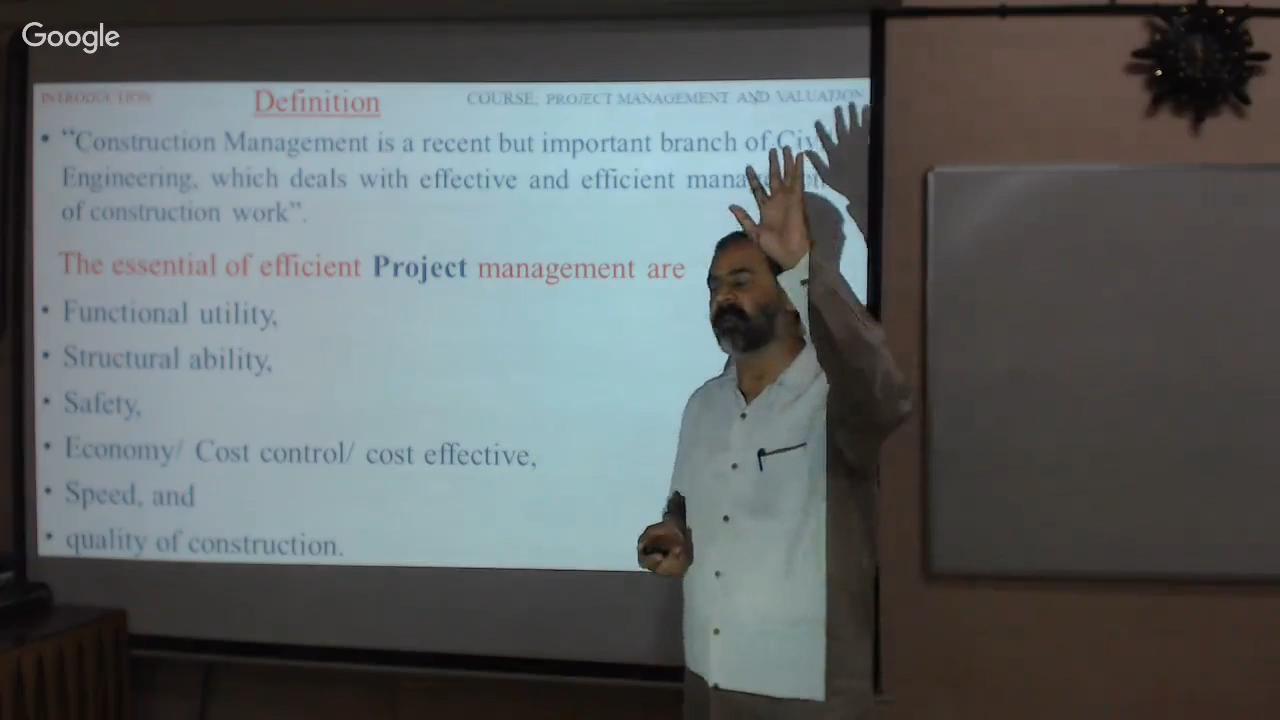 Google
INTRODUCTION
Definition
COURSE; PROJECT MANAGEMENT AND VALUATION
• “Construction Management is a recent but important branch of
Engineering, which deals with effective and efficient
of construction work”.
The essential of efficient Project management are
• Functional utility,
• Structural ability,
• Safety,
• Economy/ Cost control/ cost effective,
• Speed, and
• quality of construction.